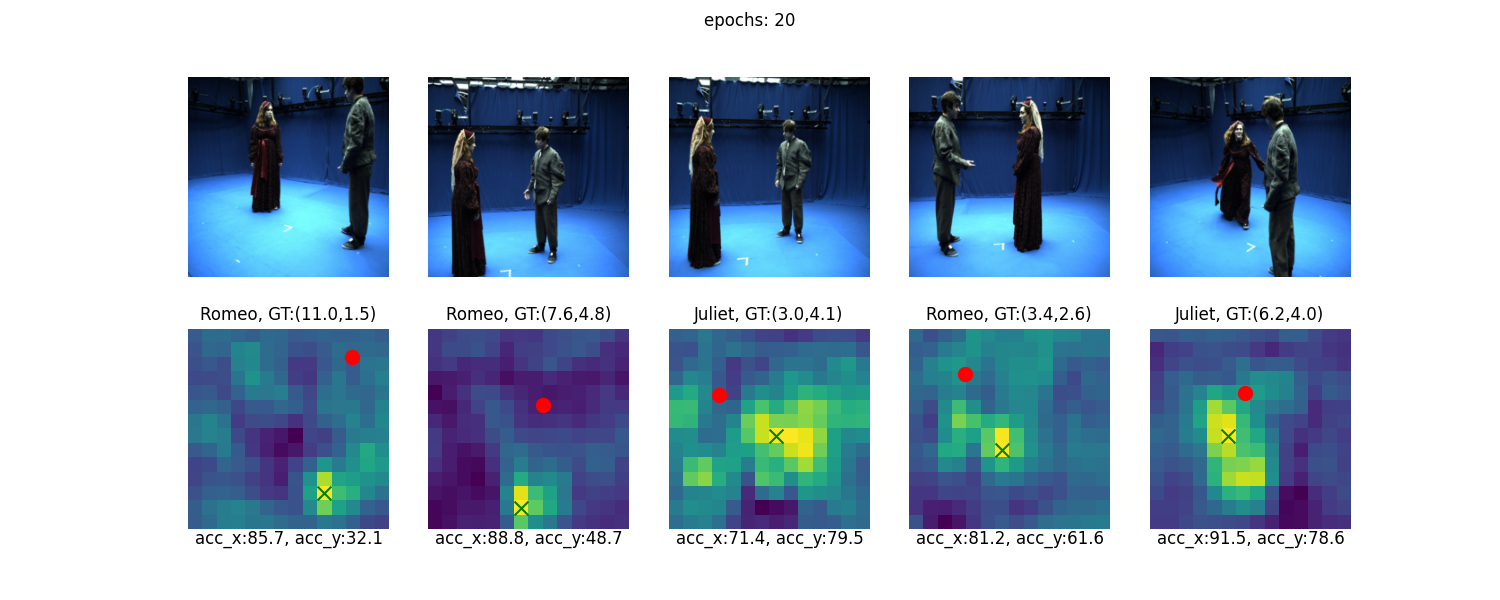 epochs: 20
Romeo, GT:(11.0,1.5)
Romeo, GT:(7.6,4.8)
Juliet, GT:(3.0,4.1)
Romeo, GT:(3.4,2.6)
Juliet, GT:(6.2,4.0)
acc_x:85.7, acc_y:32.1
acc_x:88.8, acc_y:48.7
acc_x:71.4, acc_y:79.5
acc_x:81.2, acc_y:61.6
acc_x:91.5, acc_y:78.6